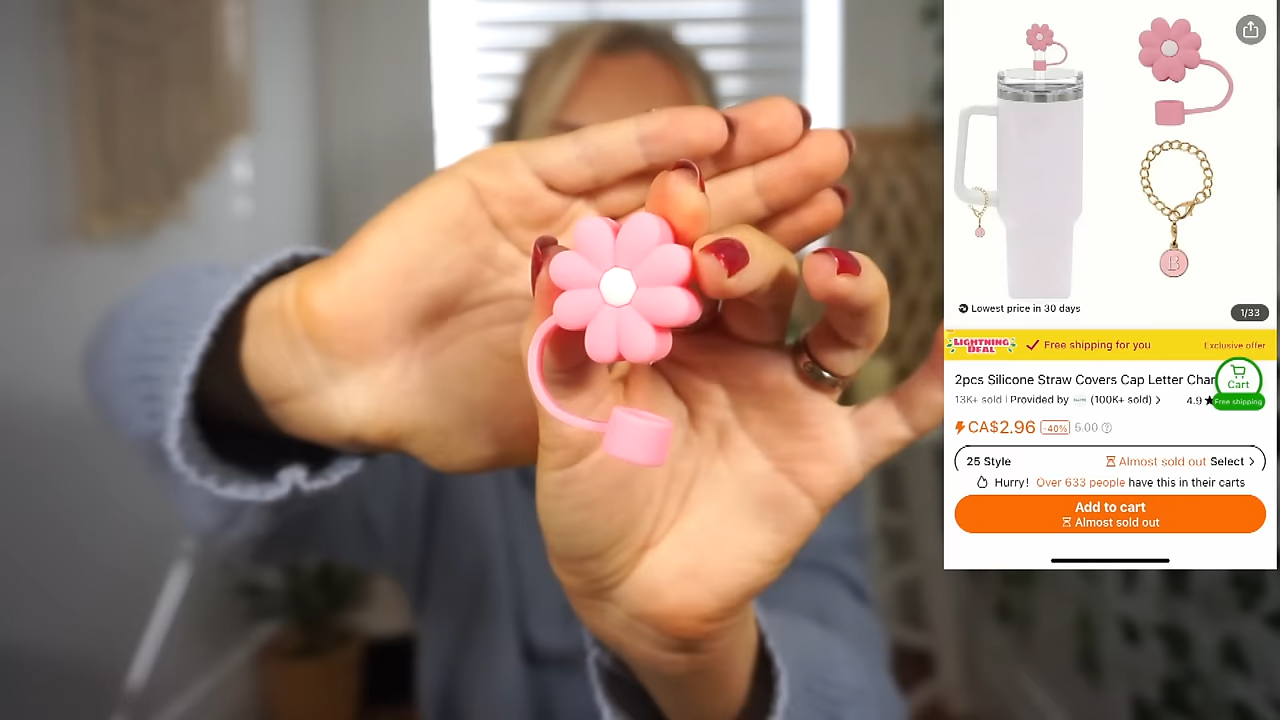 B
Lowest price in 30 days
1/33
LIGHTNING DEAL
Free shipping for you
Exclusive offer
2pcs Silicone Straw Covers Cap Letter Char
Cart
Free shipping
13K+ sold | Provided by (100K+ sold) >
4.9★
CA$2.96 -40% 5.00
25 Style
Almost sold out Select >
Hurry! Over 633 people have this in their carts
Add to cart
Almost sold out